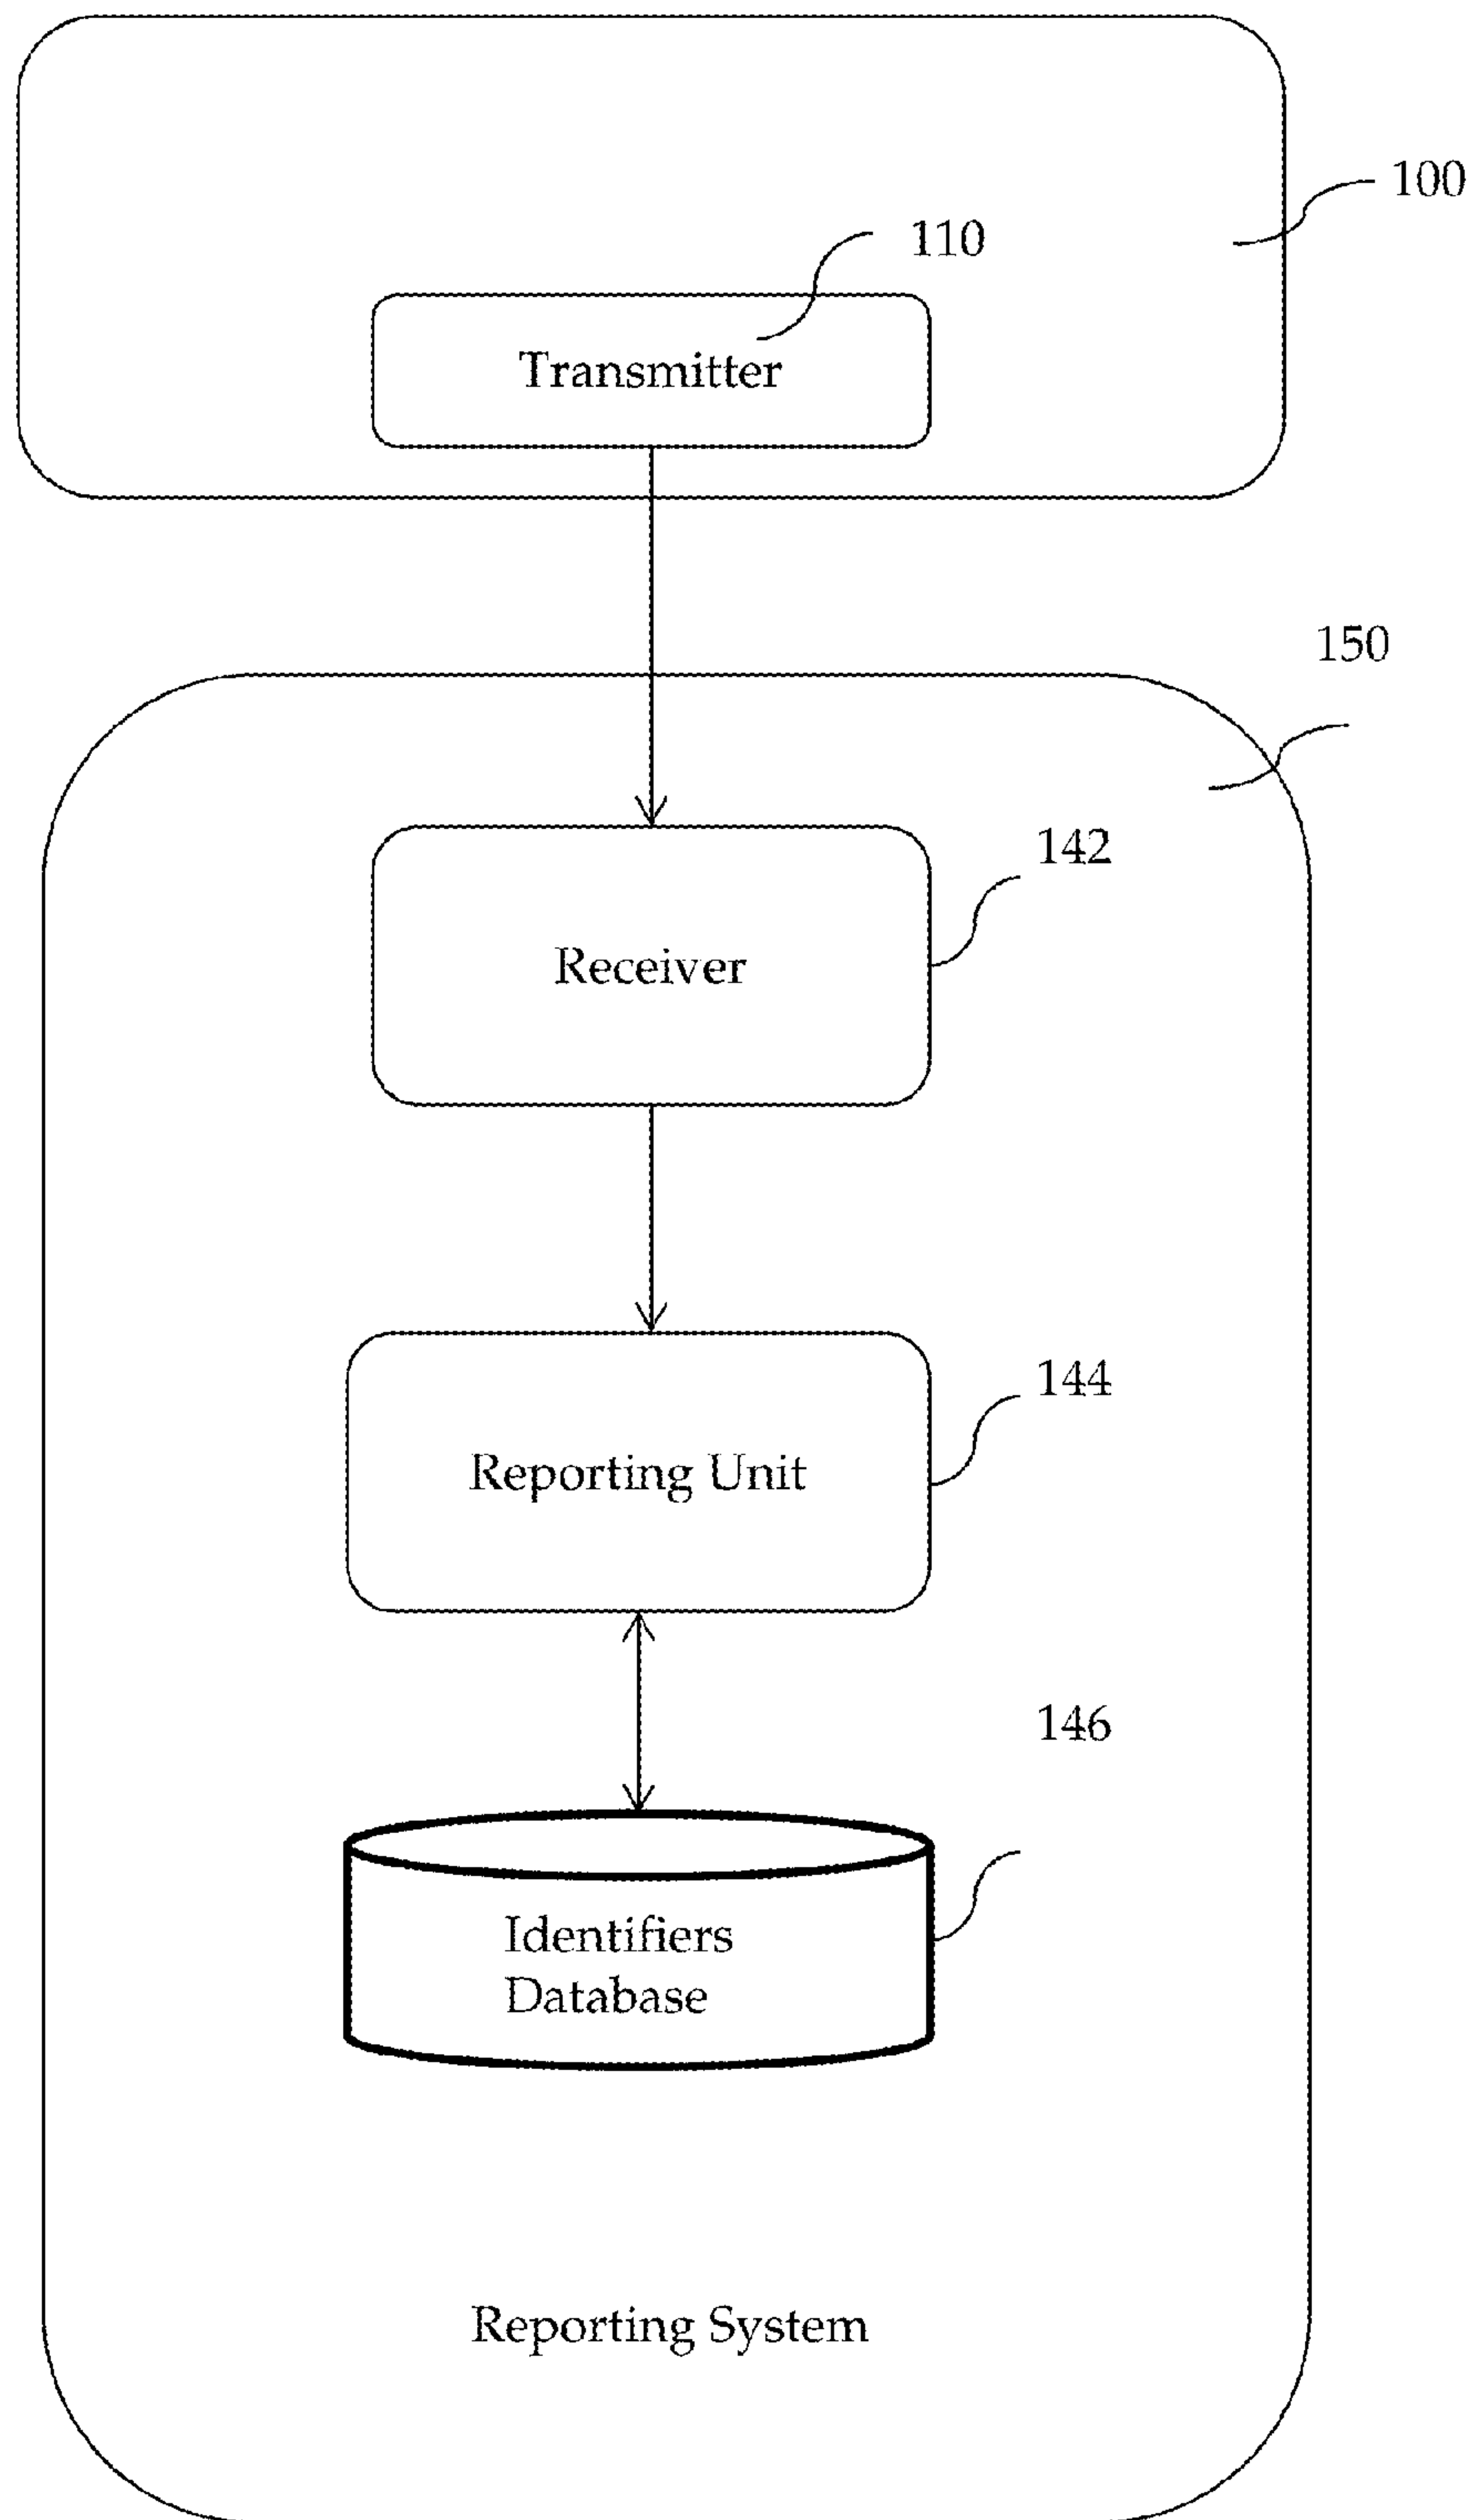 100
110
Transmitter
150
142
Receiver
144
Reporting Unit
146
Identifiers
Database
Reporting System